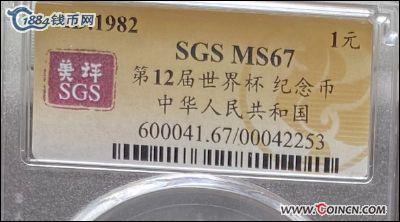 1884钱币网
1982
1元
SGS MS67
美评
SGS
第12届世界杯 纪念币
中华人民共和国
600041.67/00042253
www.COINCN.com